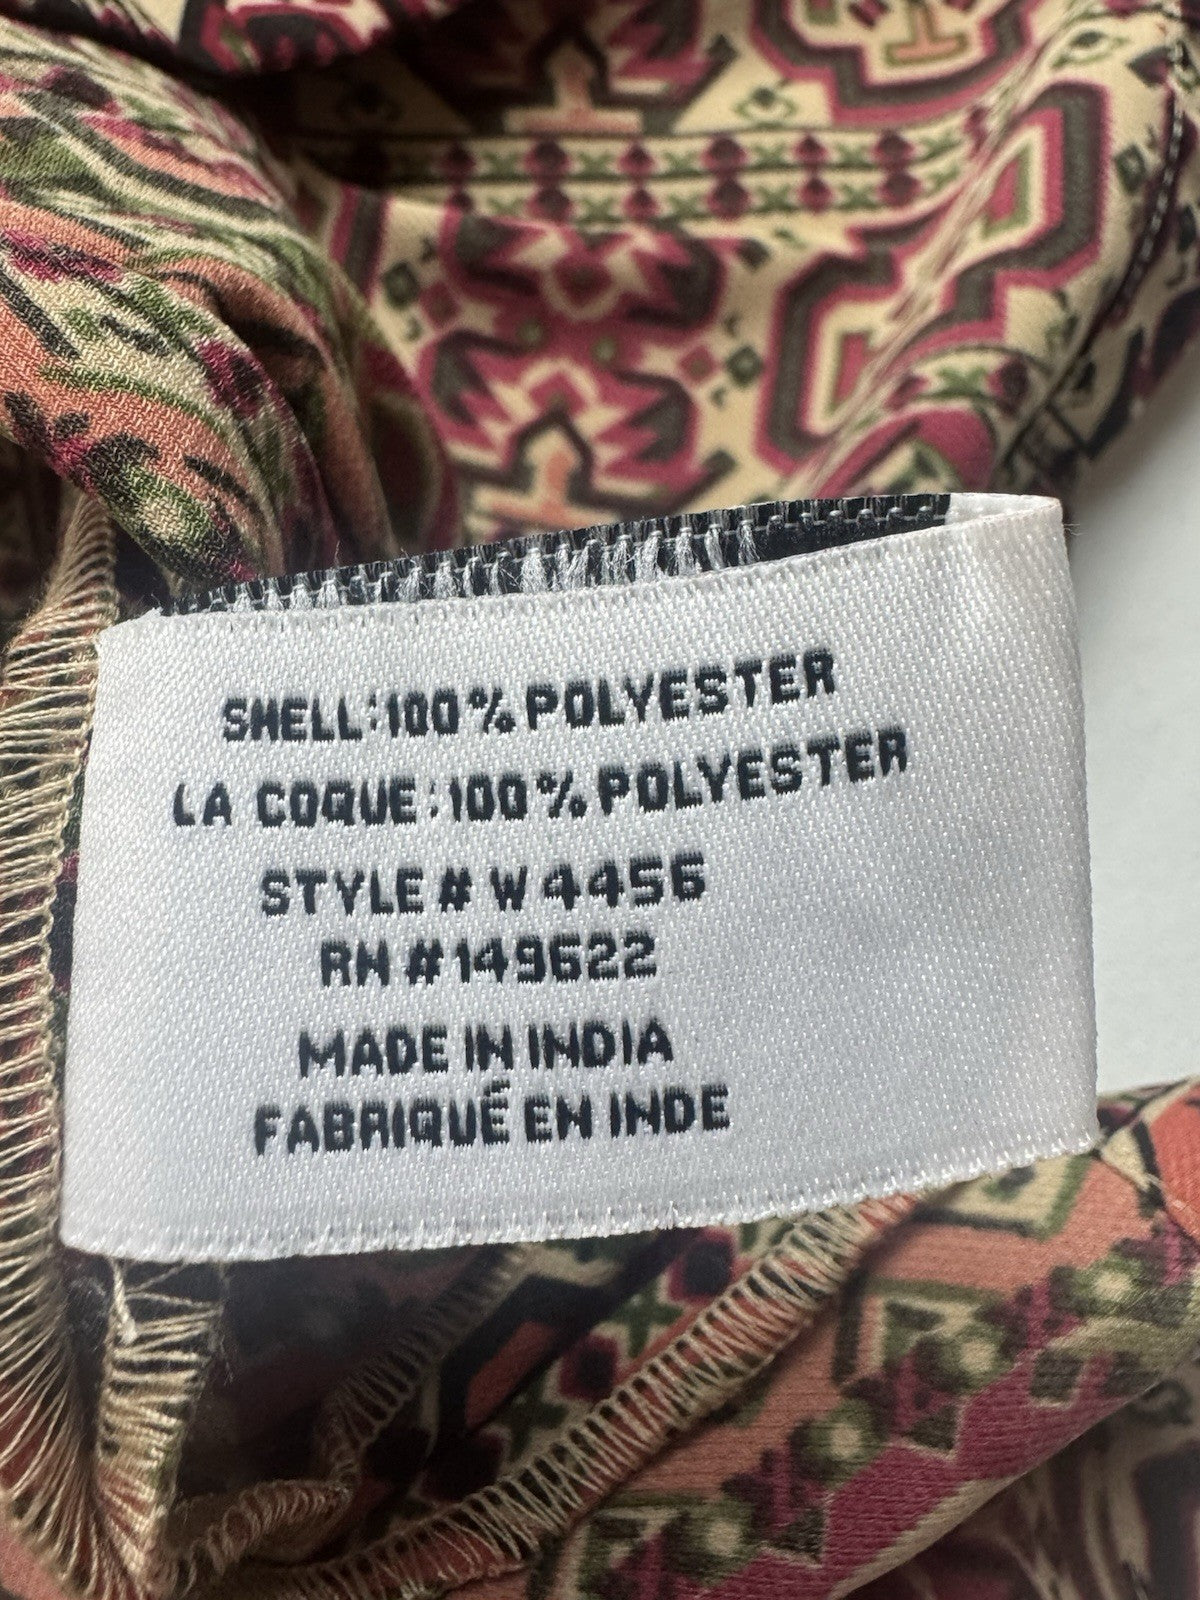 SHELL:100% POLYESTER
LA COQUE:100% POLYESTER
STYLE# W4456
RN #149622
MADE IN INDIA
FABRIQUÉ EN INDE